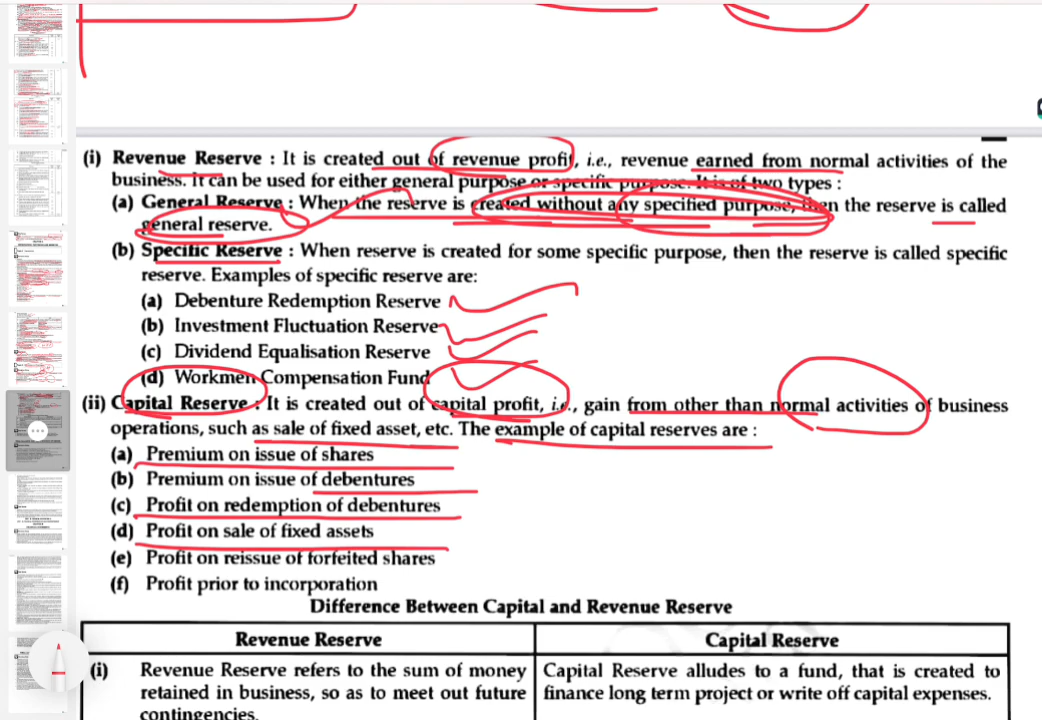 (i) Revenue Reserve : It is created out of revenue profit, i.e., revenue earned from normal activities of the
business. It can be used for either general purpose or specific purpose. It is of two types :
(a) General Reserve : When the reserve is created without any specified purpose, then the reserve is called
general reserve.
(b) Specific Reserve : When reserve is created for some specific purpose, then the reserve is called specific
reserve. Examples of specific reserve are:
(a) Debenture Redemption Reserve
(b) Investment Fluctuation Reserve
(c) Dividend Equalisation Reserve
(d) Workmen Compensation Fund
(ii) Capital Reserve : It is created out of capital profit, i.e., gain from other than normal activities of business
operations, such as sale of fixed asset, etc. The example of capital reserves are :
(a) Premium on issue of shares
(b) Premium on issue of debentures
(c) Profit on redemption of debentures
(d) Profit on sale of fixed assets
(e) Profit on reissue of forfeited shares
(f) Profit prior to incorporation
Difference Between Capital and Revenue Reserve
Revenue Reserve
Capital Reserve
(i) Revenue Reserve refers to the sum of money
retained in business, so as to meet out future
contingencies.
Capital Reserve alludes to a fund, that is created to
finance long term project or write off capital expenses.